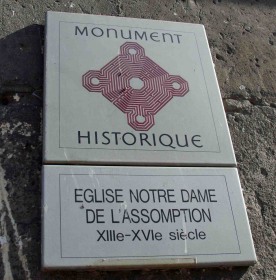 MONUMENT
HISTORIQUE
EGLISE NOTRE DAME
DE L'ASSOMPTION
XIIIe-XVIe siècle